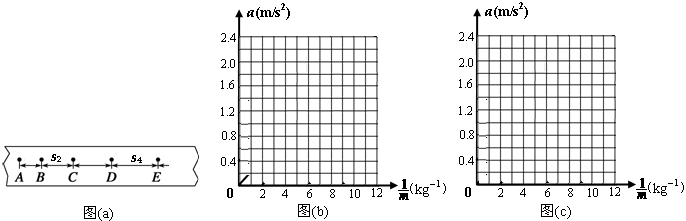 s2 s4
A B C D E
图(a)
a(m/s²)
2.4
2.0
1.6
1.2
0.8
0.4
0 2 4 6 8 10 12 1/m (kg⁻¹)
图(b)
a(m/s²)
2.4
2.0
1.6
1.2
0.8
0.4
0 2 4 6 8 10 12 1/m (kg⁻¹)
图(c)